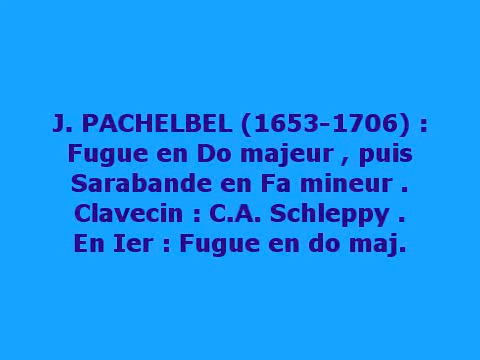 J. PACHELBEL (1653-1706) :
Fugue en Do majeur , puis
Sarabande en Fa mineur .
Clavecin : C.A. Schleppy .
En Ier : Fugue en do maj.